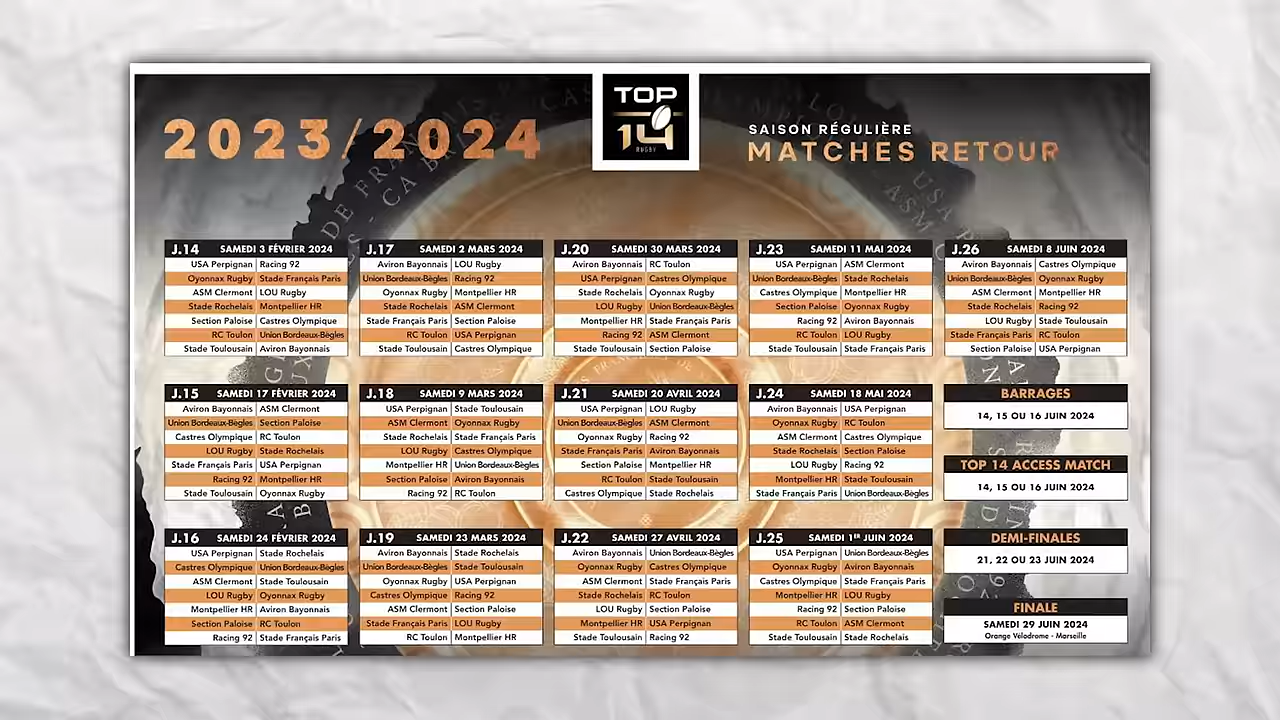 TOP
14
RUGBY
2023/2024
SAISON RÉGULIÈRE
MATCHES RETOUR
J.14 SAMEDI 3 FÉVRIER 2024
USA Perpignan Racing 92
Oyonnax Rugby Stade Français Paris
ASM Clermont LOU Rugby
Stade Rochelais Montpellier HR
Section Paloise Castres Olympique
RC Toulon Union Bordeaux-Bègles
Stade Toulousain Aviron Bayonnais
J.15 SAMEDI 17 FÉVRIER 2024
Aviron Bayonnais ASM Clermont
Union Bordeaux-Bègles Section Paloise
Castres Olympique RC Toulon
LOU Rugby Stade Rochelais
Stade Français Paris USA Perpignan
Racing 92 Montpellier HR
Stade Toulousain Oyonnax Rugby
J.16 SAMEDI 24 FÉVRIER 2024
USA Perpignan Stade Rochelais
Castres Olympique Union Bordeaux-Bègles
ASM Clermont Stade Toulousain
LOU Rugby Oyonnax Rugby
Montpellier HR Aviron Bayonnais
Section Paloise RC Toulon
Racing 92 Stade Français Paris
J.17 SAMEDI 2 MARS 2024
Aviron Bayonnais LOU Rugby
Union Bordeaux-Bègles Racing 92
Oyonnax Rugby Montpellier HR
Stade Rochelais ASM Clermont
Stade Français Paris Section Paloise
RC Toulon USA Perpignan
Stade Toulousain Castres Olympique
J.18 SAMEDI 9 MARS 2024
USA Perpignan Stade Toulousain
ASM Clermont Oyonnax Rugby
Stade Rochelais Stade Français Paris
LOU Rugby Castres Olympique
Montpellier HR Union Bordeaux-Bègles
Section Paloise Aviron Bayonnais
Racing 92 RC Toulon
J.19 SAMEDI 23 MARS 2024
Aviron Bayonnais Stade Rochelais
Union Bordeaux-Bègles Stade Toulousain
Oyonnax Rugby USA Perpignan
Castres Olympique Racing 92
ASM Clermont Section Paloise
Stade Français Paris LOU Rugby
RC Toulon Montpellier HR
J.20 SAMEDI 30 MARS 2024
Aviron Bayonnais RC Toulon
USA Perpignan Castres Olympique
Stade Rochelais Oyonnax Rugby
LOU Rugby Union Bordeaux-Bègles
Montpellier HR Stade Français Paris
Racing 92 ASM Clermont
Stade Toulousain Section Paloise
J.21 SAMEDI 20 AVRIL 2024
USA Perpignan LOU Rugby
Union Bordeaux-Bègles ASM Clermont
Oyonnax Rugby Racing 92
Stade Français Paris Aviron Bayonnais
Section Paloise Montpellier HR
RC Toulon Stade Toulousain
Castres Olympique Stade Rochelais
J.22 SAMEDI 27 AVRIL 2024
Aviron Bayonnais Union Bordeaux-Bègles
Oyonnax Rugby Castres Olympique
ASM Clermont Stade Français Paris
Stade Rochelais RC Toulon
LOU Rugby Section Paloise
Montpellier HR USA Perpignan
Stade Toulousain Racing 92
J.23 SAMEDI 11 MAI 2024
USA Perpignan ASM Clermont
Union Bordeaux-Bègles Stade Rochelais
Castres Olympique Montpellier HR
Section Paloise Oyonnax Rugby
Racing 92 Aviron Bayonnais
RC Toulon LOU Rugby
Stade Toulousain Stade Français Paris
J.24 SAMEDI 18 MAI 2024
Aviron Bayonnais USA Perpignan
Oyonnax Rugby RC Toulon
ASM Clermont Castres Olympique
Stade Rochelais Section Paloise
LOU Rugby Racing 92
Montpellier HR Stade Toulousain
Stade Français Paris Union Bordeaux-Bègles
J.25 SAMEDI 1ER JUIN 2024
USA Perpignan Union Bordeaux-Bègles
Oyonnax Rugby Aviron Bayonnais
Castres Olympique Stade Français Paris
Montpellier HR LOU Rugby
Racing 92 Section Paloise
RC Toulon ASM Clermont
Stade Toulousain Stade Rochelais
J.26 SAMEDI 8 JUIN 2024
Aviron Bayonnais Castres Olympique
Union Bordeaux-Bègles Oyonnax Rugby
ASM Clermont Montpellier HR
Stade Rochelais Racing 92
LOU Rugby Stade Toulousain
Stade Français Paris RC Toulon
Section Paloise USA Perpignan
BARRAGES
14, 15 OU 16 JUIN 2024
TOP 14 ACCESS MATCH
14, 15 OU 16 JUIN 2024
DEMI-FINALES
21, 22 OU 23 JUIN 2024
FINALE
SAMEDI 29 JUIN 2024
Orange Vélodrome - Marseille